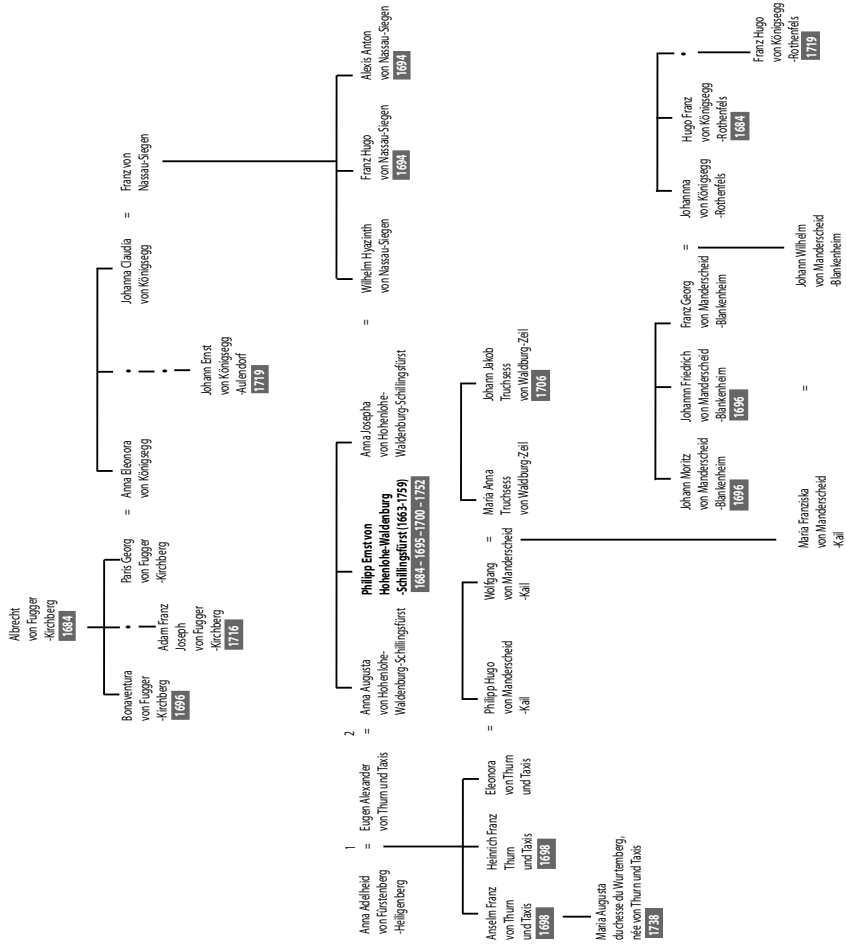 Albrecht
von Fugger
-Kirchberg
1684
Bonaventura
von Fugger
-Kirchberg
1696
Adam Franz
Joseph
von Fugger
-Kirchberg
1716
Paris Georg
von Fugger
-Kirchberg
=
Anna Eleonora
von Königsegg
Johann Ernst
von Königsegg
-Aulendorf
1719
Johanna Claudia
von Königsegg
=
Franz von
Nassau-Siegen
Anna Adelheid
von Fürstenberg
-Heiligenberg
1
=
Eugen Alexander
von Thurn und Taxis
2
=
Anna Augusta
von Hohenlohe-
Waldenburg-Schillingsfürst
Philipp Ernst von
Hohenlohe-Waldenburg
-Schillingsfürst (1663-1759)
1684 – 1695 – 1700 – 1752
Anna Josepha
von Hohenlohe-
Waldenburg-Schillingsfürst
=
Wilhelm Hyazinth
von Nassau-Siegen
Franz Hugo
von Nassau-Siegen
1694
Alexis Anton
von Nassau-Siegen
1694
Anselm Franz
von Thurn
und Taxis
1698
Heinrich Franz
Thurn
und Taxis
1698
Eleonora
von Thurn
und Taxis
=
Philipp Hugo
von Manderscheid
-Kail
Wolfgang
von Manderscheid
-Kail
=
Maria Anna
Truchsess
von Waldburg-Zeil
Johann Jakob
Truchsess
von Waldburg-Zeil
1706
Maria Augusta
duchesse du Wurtemberg,
née von Thurn und Taxis
1738
Johann Moritz
von Manderscheid
-Blankenheim
1696
Johannn Friedrich
von Manderscheid
-Blankenheim
1696
Franz Georg
von Manderscheid
-Blankenheim
=
Johannna
von Königsegg
-Rothenfels
Hugo Franz
von Königsegg
-Rothenfels
1684
Franz Hugo
von Königsegg
-Rothenfels
1719
Maria Franziska
von Manderscheid
-Kail
=
Johann Wilhelm
von Manderscheid
-Blankenheim